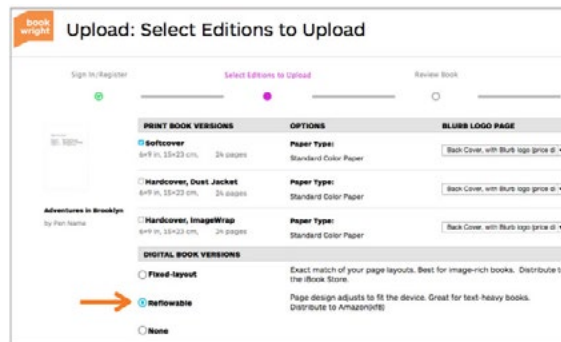 book
wright
Upload: Select Editions to Upload
Sign In/Register
Select Editions to Upload
Review Book
PRINT BOOK VERSIONS OPTIONS BLURB LOGO PAGE
Softcover Paper Type:
6×9 in, 15×23 cm, 24 pages Standard Color Paper Back Cover, with Blurb logo (price di
Hardcover, Dust Jacket Paper Type:
6×9 in, 15×23 cm, 24 pages Standard Color Paper Back Cover, with Blurb logo (price di
Hardcover, ImageWrap Paper Type:
6×9 in, 15×23 cm, 24 pages Standard Color Paper Back Cover, with Blurb logo (price di
Adventures in Brooklyn
by Pen Name
DIGITAL BOOK VERSIONS
Fixed-layout Exact match of your page layouts. Best for image-rich books. Distribute t
the iBook Store.
Reflowable Page design adjusts to fit the device. Great for text-heavy books.
Distribute to Amazon(kf8)
None